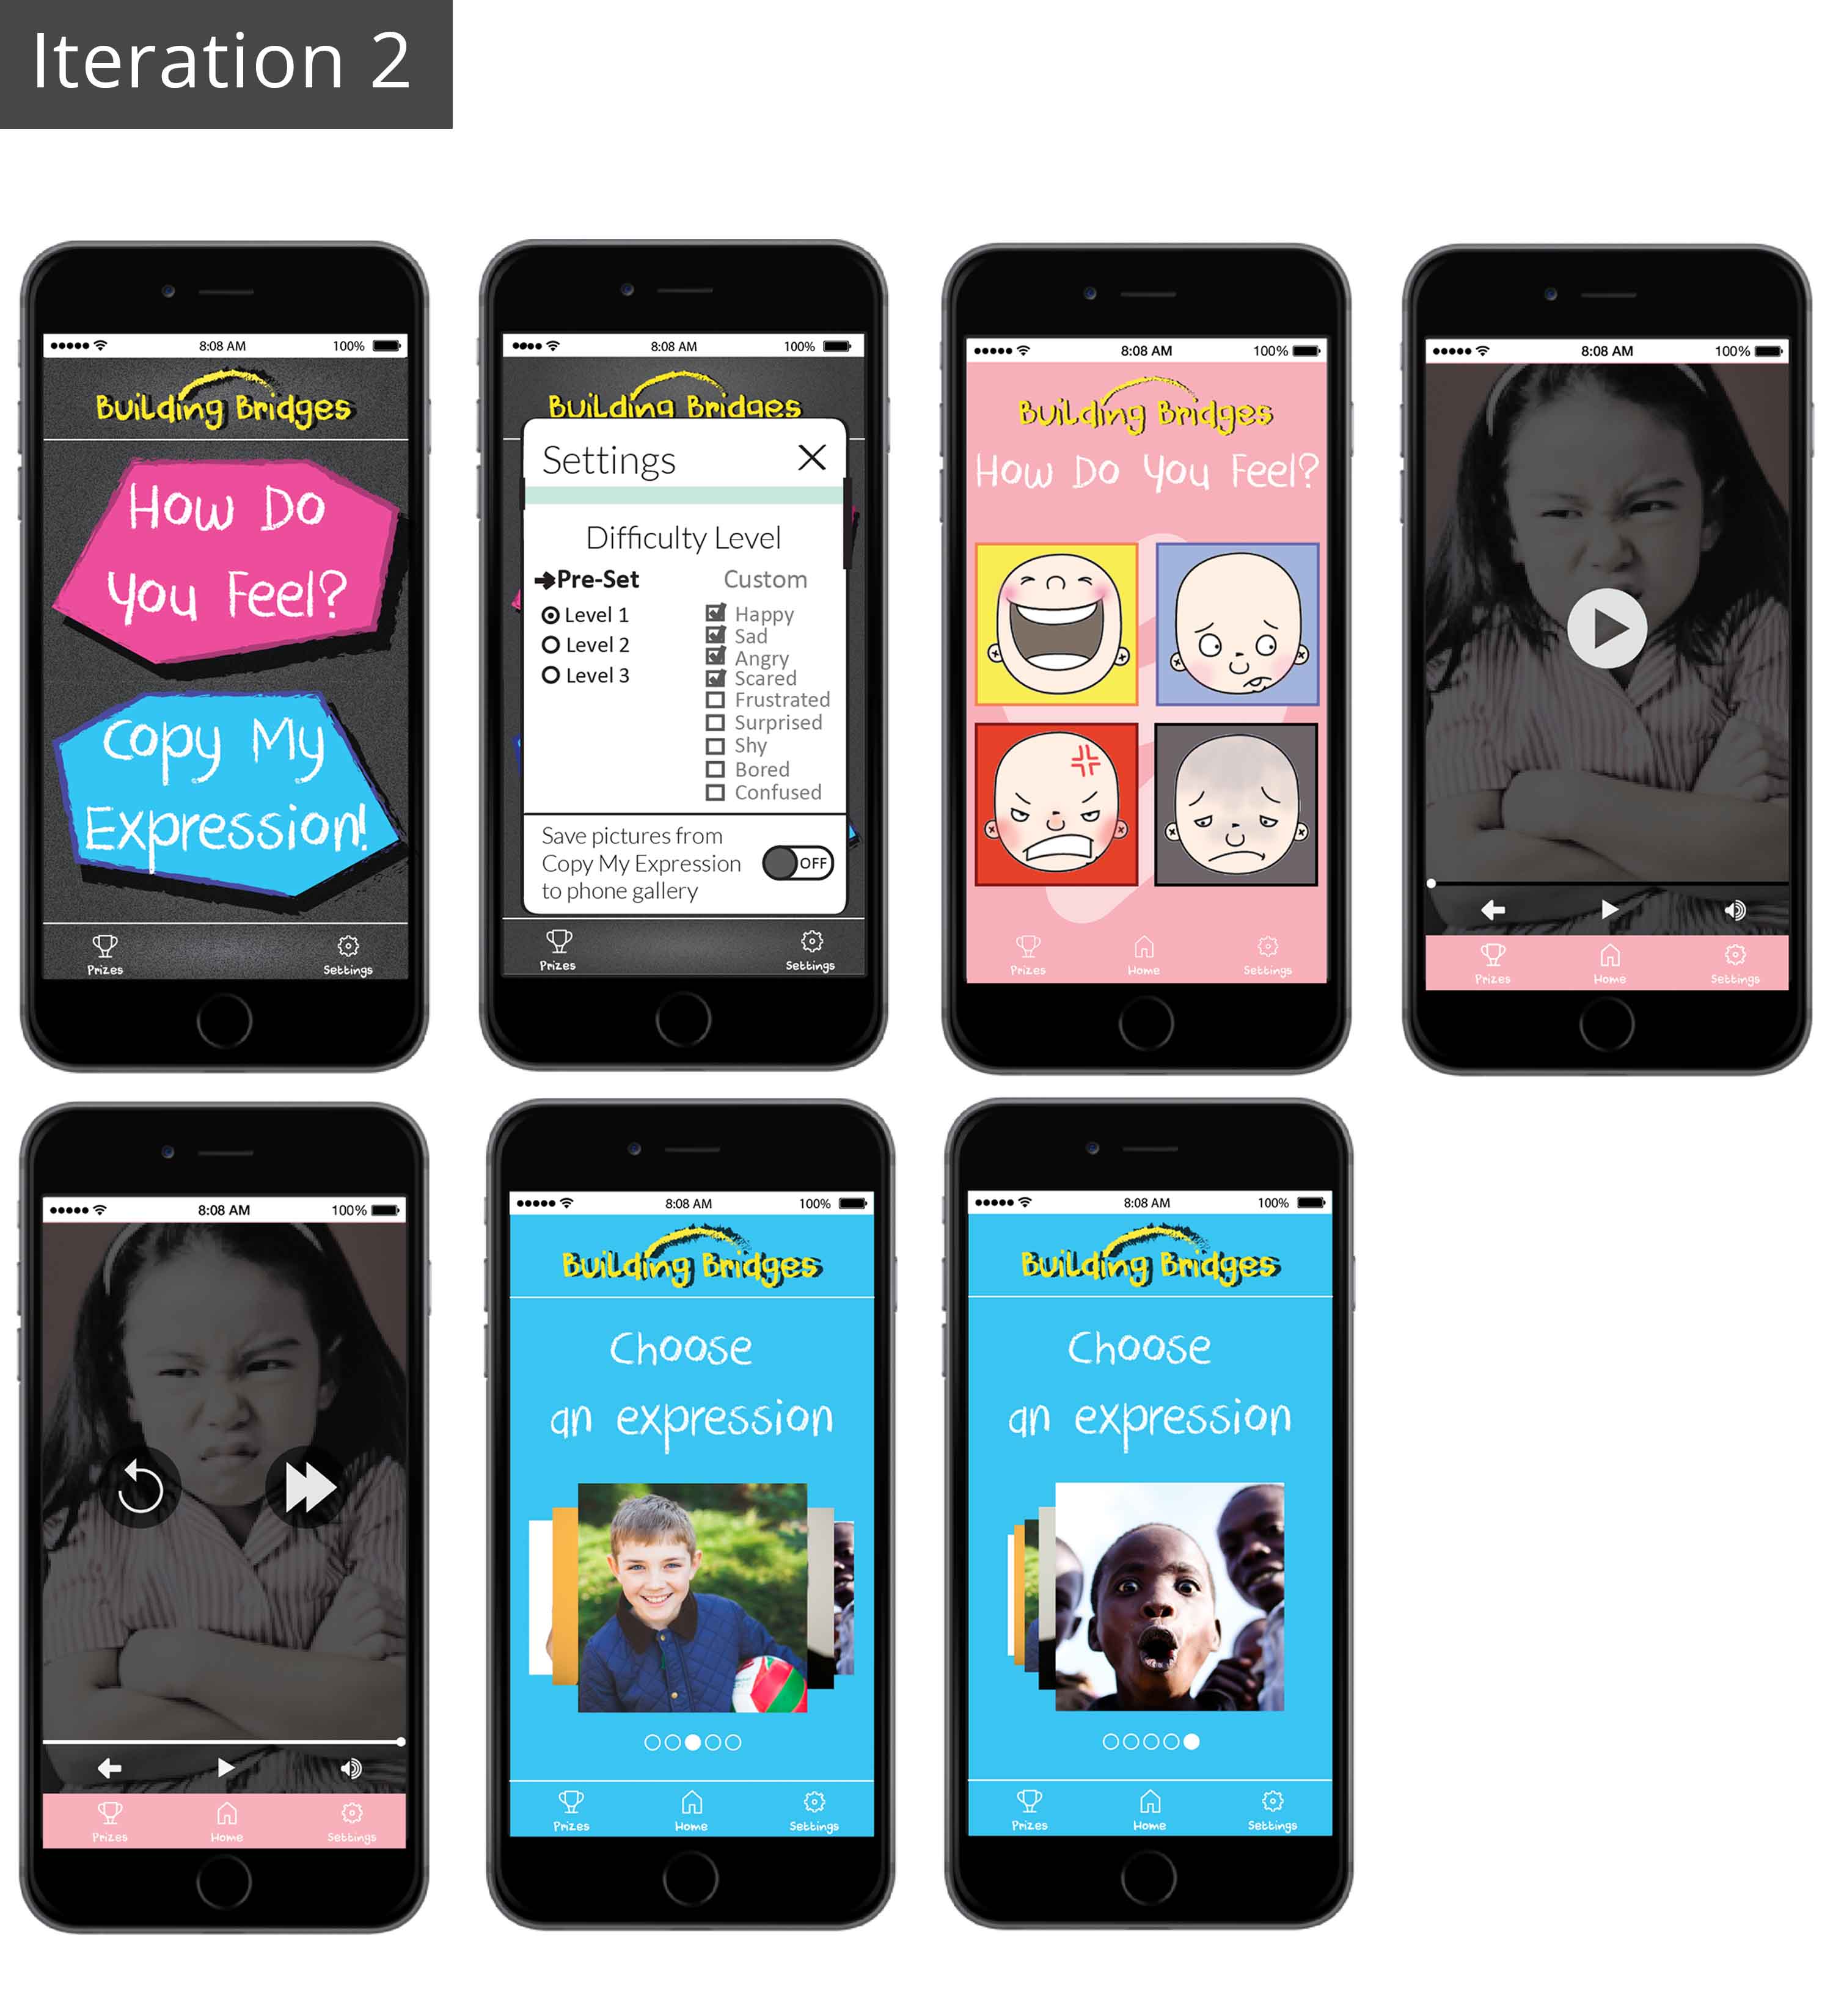 Iteration 2
8:08 AM 100%
Building Bridges
How Do
You Feel?
Copy My
Expression!
Prizes Settings
8:08 AM 100%
Building Bridges
Settings
Difficulty Level
Pre-Set Custom
Level 1
Level 2
Level 3
Happy
Sad
Angry
Scared
Frustrated
Surprised
Shy
Bored
Confused
Save pictures from
Copy My Expression
to phone gallery
OFF
Prizes Settings
8:08 AM 100%
Building Bridges
How Do You Feel?
Prizes Home Settings
8:08 AM 100%
Prizes Home Settings
8:08 AM 100%
Prizes Home Settings
8:08 AM 100%
Building Bridges
Choose
an expression
Prizes Home Settings
8:08 AM 100%
Building Bridges
Choose
an expression
Prizes Home Settings